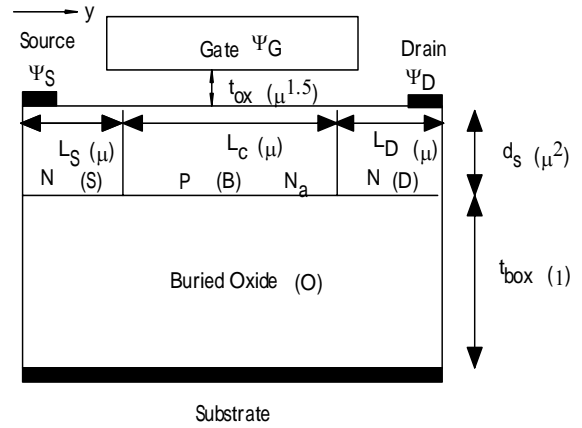 y
Source
Gate Ψ_G
Drain
Ψ_S
Ψ_D
t_ox (μ^1.5)
L_S (μ)
L_c (μ)
L_D (μ)
d_s (μ^2)
N (S)
P (B) N_a
N (D)
Buried Oxide (O)
t_box (1)
Substrate